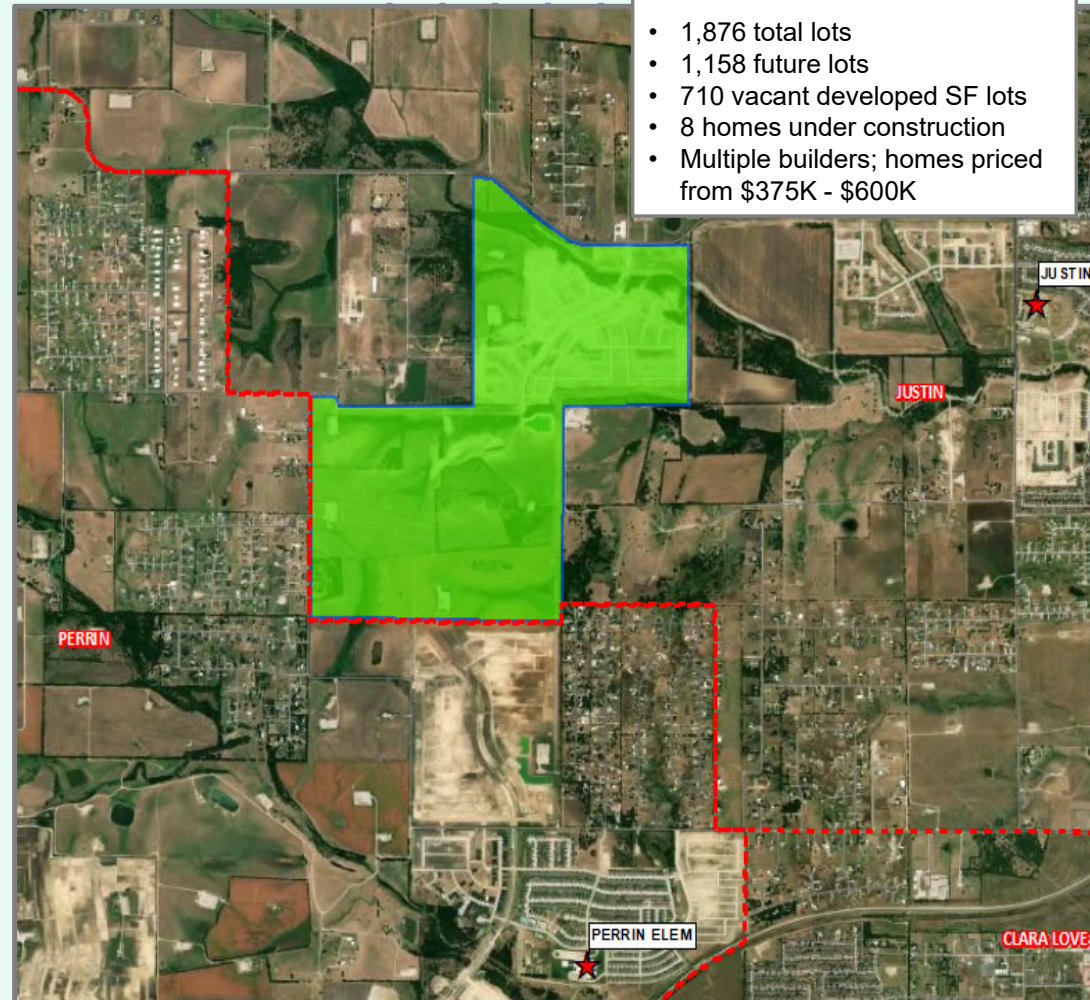 • 1,876 total lots
• 1,158 future lots
• 710 vacant developed SF lots
• 8 homes under construction
• Multiple builders; homes priced
from $375K - $600K
JUSTIN
JUSTIN
PERRIN
PERRIN ELEM
CLARA LOVE